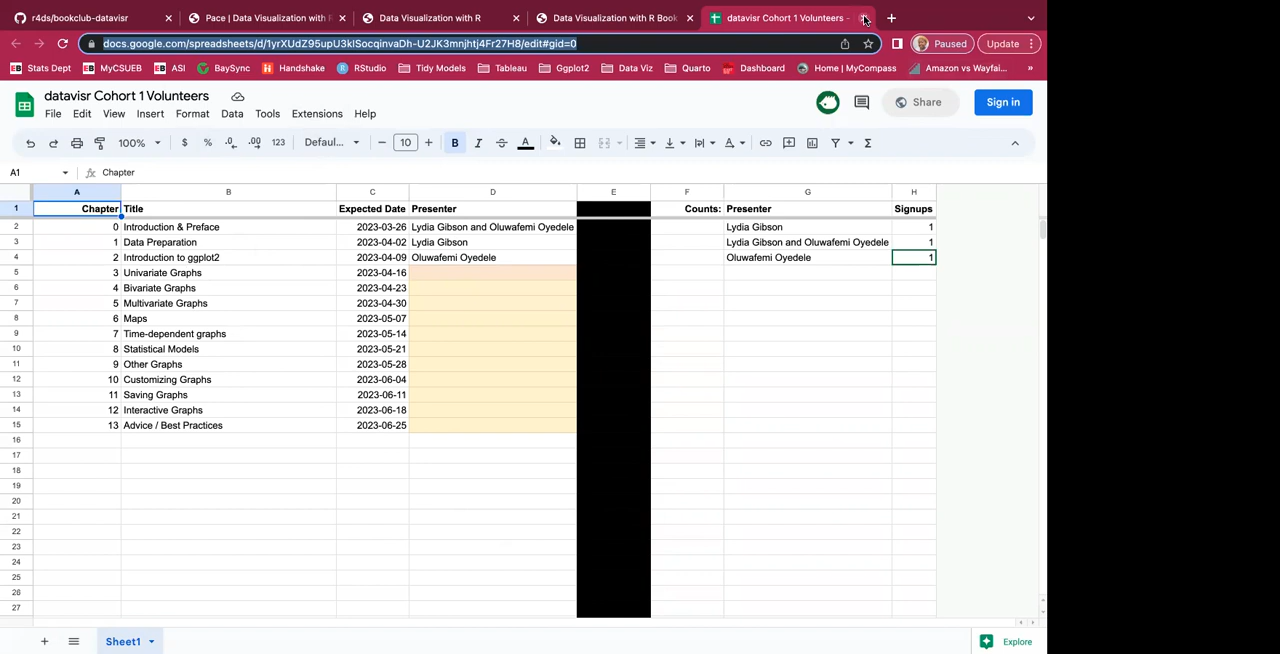 r4ds/bookclub-datavisr
Pace | Data Visualization with R
Data Visualization with R
Data Visualization with R Book
datavisr Cohort 1 Volunteers -
docs.google.com/spreadsheets/d/1yrXUdZ95upU3klSocqinvaDh-U2JK3mnjhtj4Fr27H8/edit#gid=0
Paused
Update
Stats Dept
MyCSUEB
ASI
BaySync
Handshake
RStudio
Tidy Models
Tableau
Ggplot2
Data Viz
Quarto
Dashboard
Home | MyCompass
Amazon vs Wayfai...
»
datavisr Cohort 1 Volunteers
File Edit View Insert Format Data Tools Extensions Help
Share
Sign in
100% $ % .0 .00 123 Defaul... − 10 + B I S A Σ
A1 fx Chapter
A B C D E F G H
1 Chapter Title Expected Date Presenter Counts: Presenter Signups
2 0 Introduction & Preface 2023-03-26 Lydia Gibson and Oluwafemi Oyedele Lydia Gibson 1
3 1 Data Preparation 2023-04-02 Lydia Gibson Lydia Gibson and Oluwafemi Oyedele 1
4 2 Introduction to ggplot2 2023-04-09 Oluwafemi Oyedele Oluwafemi Oyedele 1
5 3 Univariate Graphs 2023-04-16
6 4 Bivariate Graphs 2023-04-23
7 5 Multivariate Graphs 2023-04-30
8 6 Maps 2023-05-07
9 7 Time-dependent graphs 2023-05-14
10 8 Statistical Models 2023-05-21
11 9 Other Graphs 2023-05-28
12 10 Customizing Graphs 2023-06-04
13 11 Saving Graphs 2023-06-11
14 12 Interactive Graphs 2023-06-18
15 13 Advice / Best Practices 2023-06-25
16
17
18
19
20
21
22
23
24
25
26
27
Sheet1
Explore